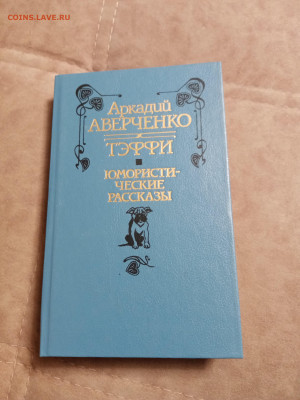 COINS.LAVE.RU
Аркадий
АВЕРЧЕНКО
ТЭФФИ
ЮМОРИСТИ-
ЧЕСКИЕ
РАССКАЗЫ